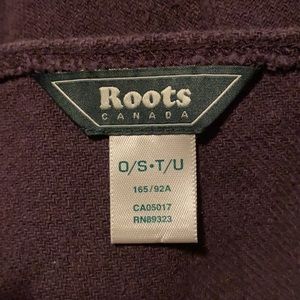 Roots
CANADA
O/S•T/U
165/92A
CA05017
RN89323